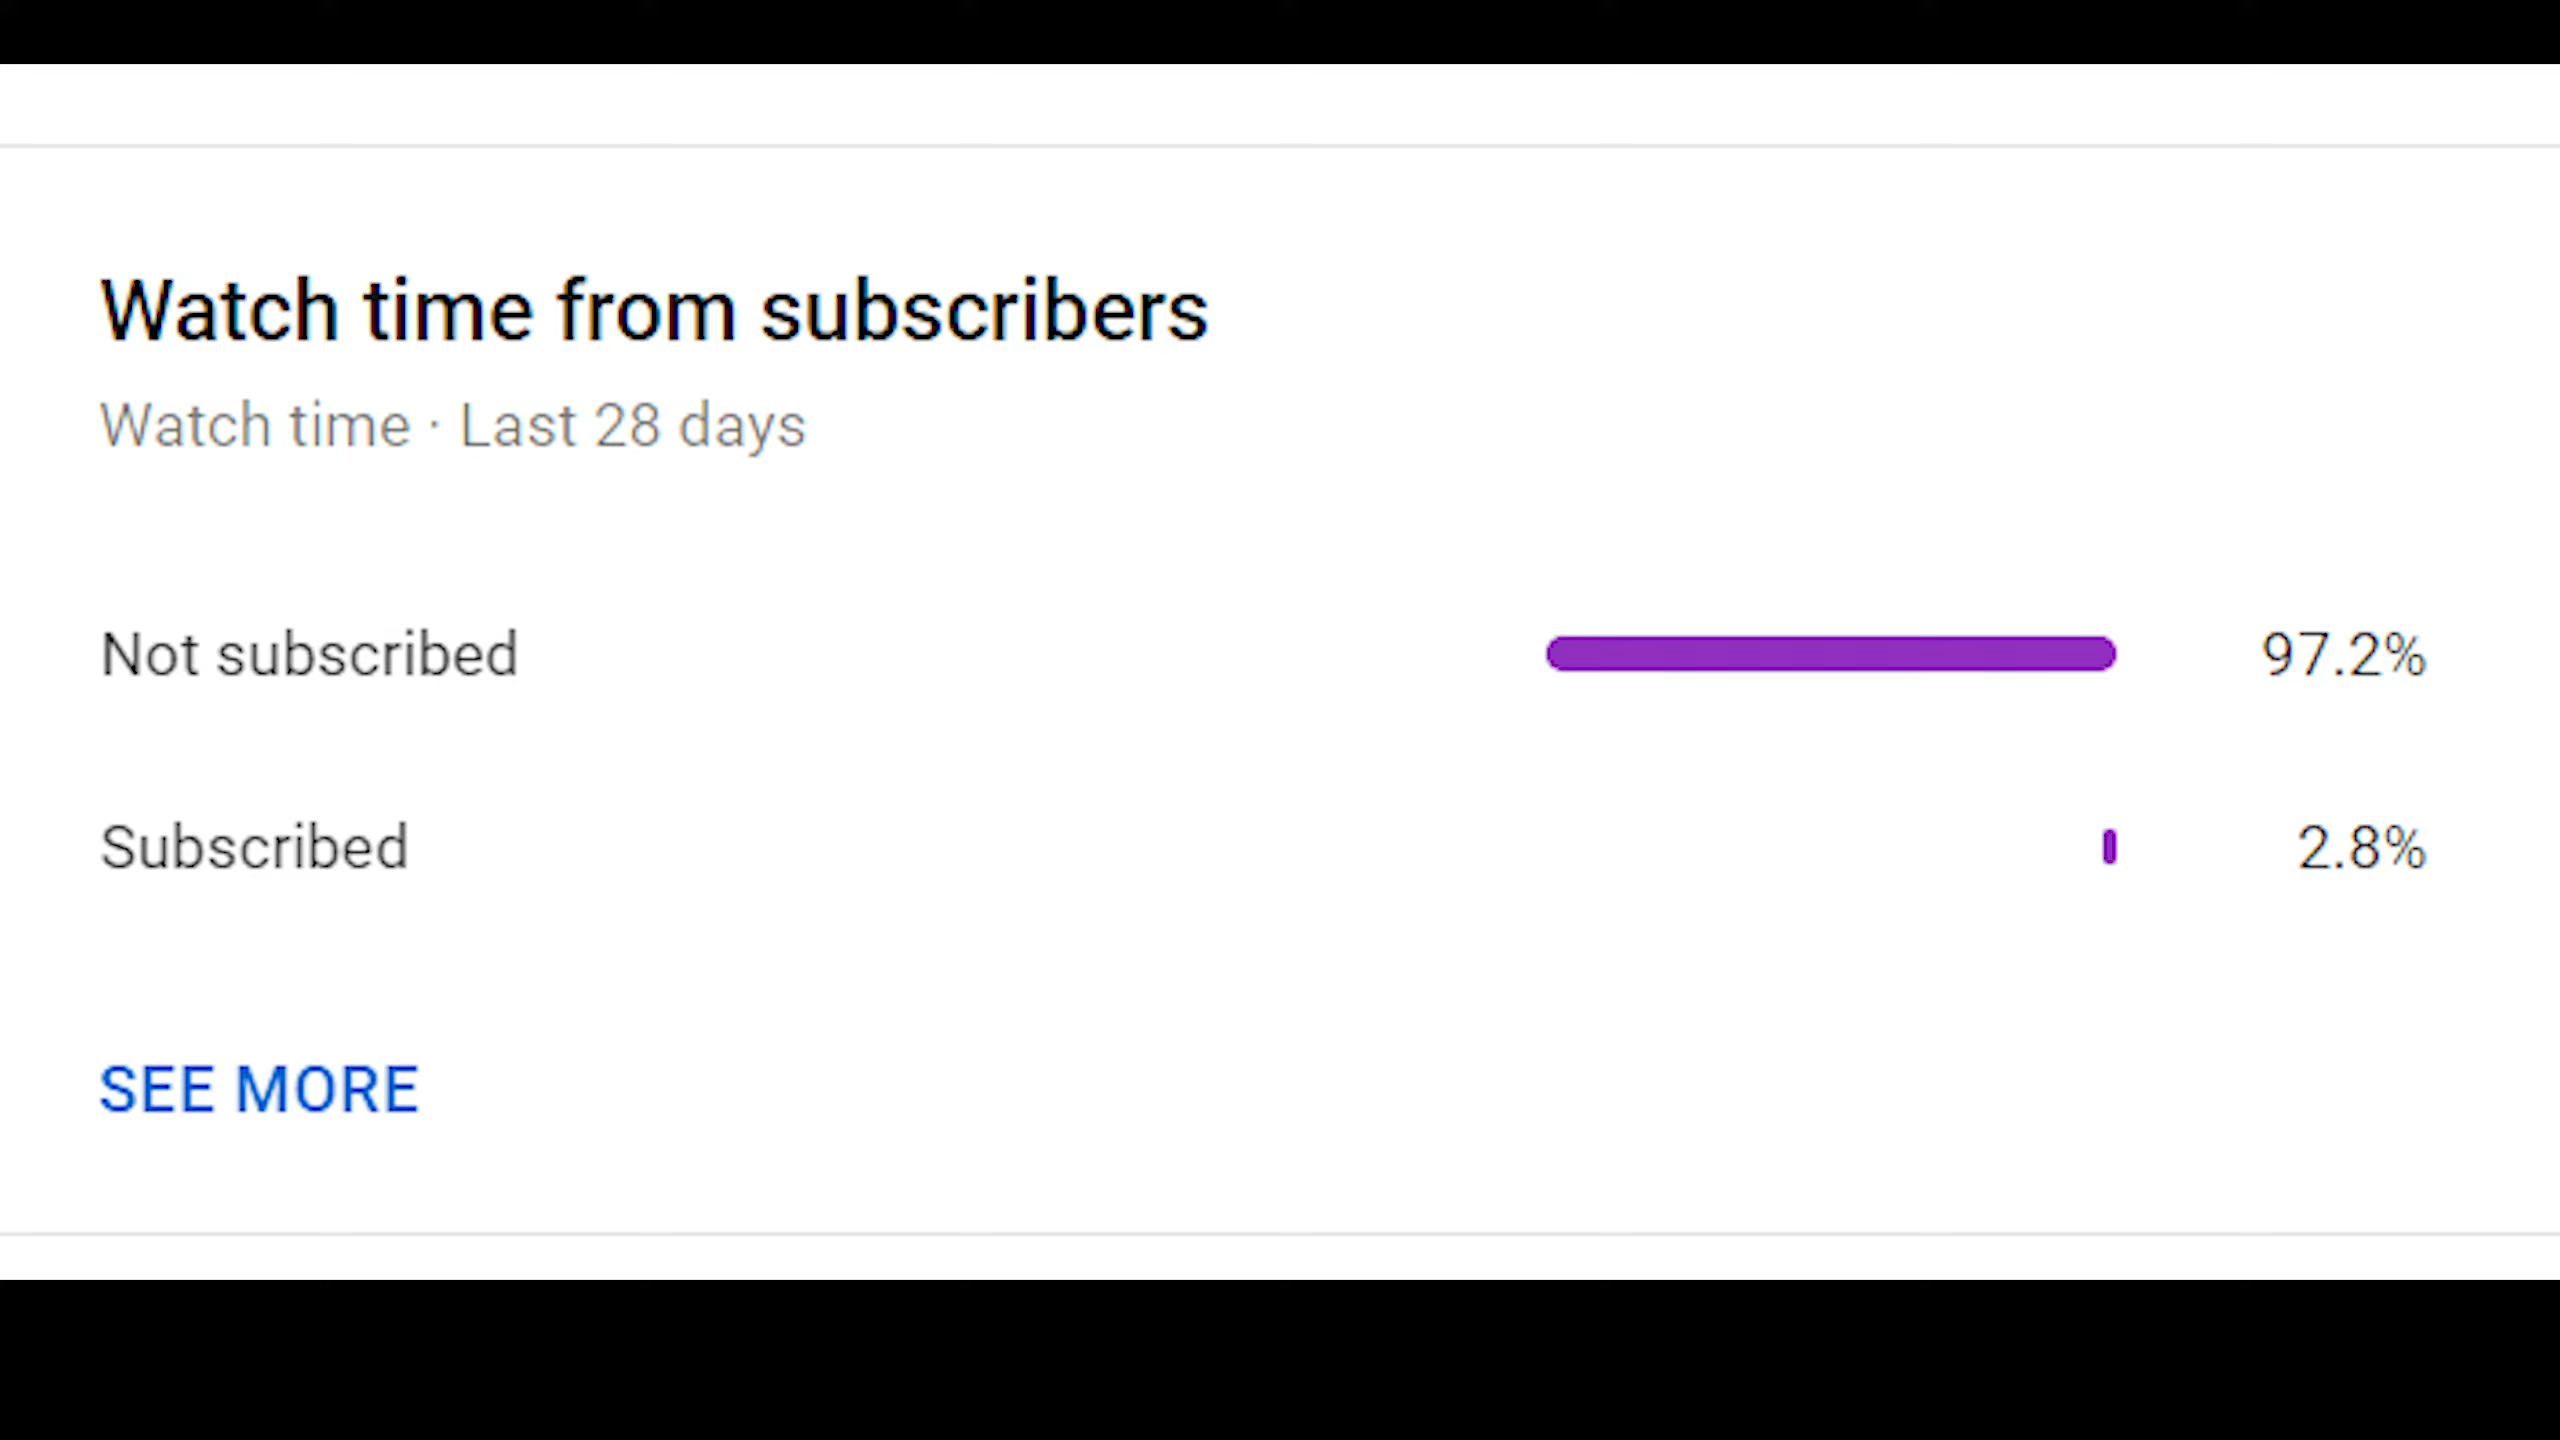 Watch time from subscribers
Watch time · Last 28 days
Not subscribed 97.2%
Subscribed 2.8%
SEE MORE